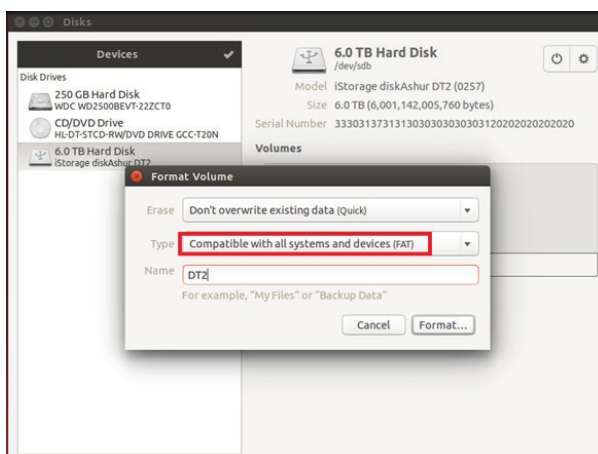 Disks
Devices
Disk Drives
250 GB Hard Disk
WDC WD2500BEVT-22ZCT0
CD/DVD Drive
HL-DT-STCD-RW/DVD DRIVE GCC-T20N
6.0 TB Hard Disk
iStorage diskAshur DT2
6.0 TB Hard Disk
/dev/sdb
Model iStorage diskAshur DT2 (0257)
Size 6.0 TB (6,001,142,005,760 bytes)
Serial Number
Volumes
Format Volume
Erase Don't overwrite existing data (Quick)
Type Compatible with all systems and devices (FAT)
Name DT2
For example, "My Files" or "Backup Data"
Cancel Format...